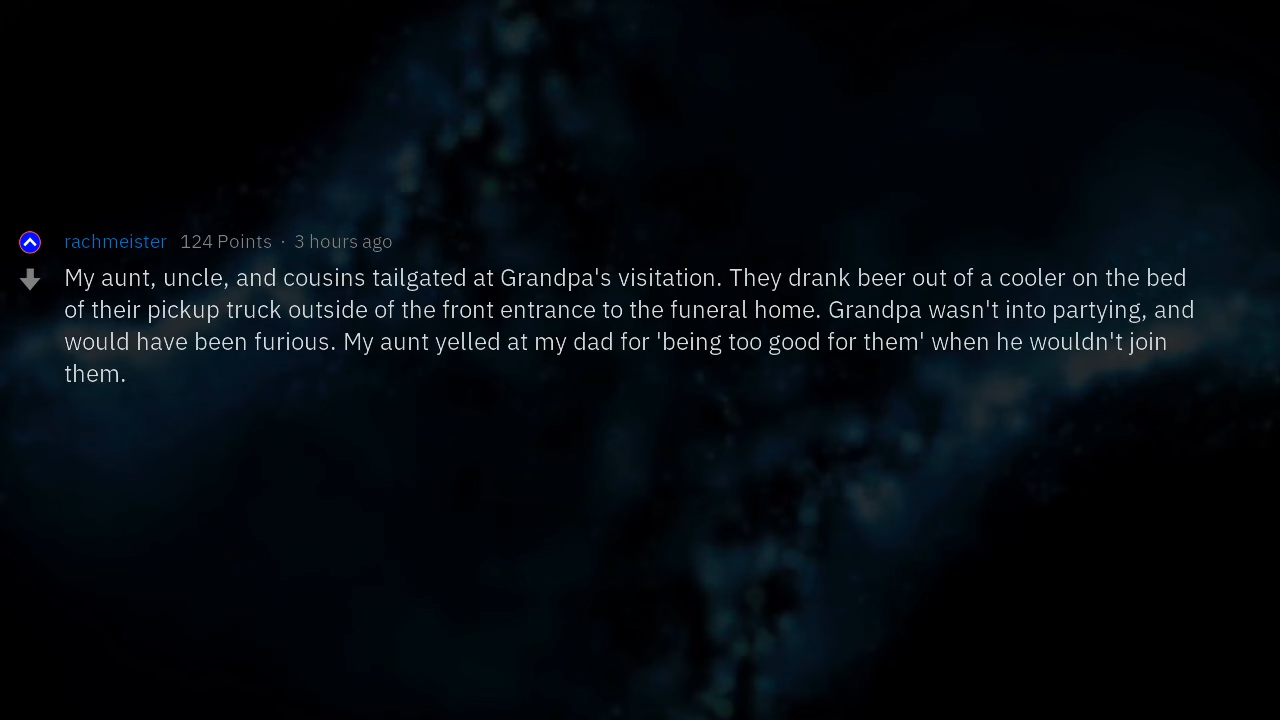 rachmeister 124 Points · 3 hours ago
My aunt, uncle, and cousins tailgated at Grandpa's visitation. They drank beer out of a cooler on the bed
of their pickup truck outside of the front entrance to the funeral home. Grandpa wasn't into partying, and
would have been furious. My aunt yelled at my dad for 'being too good for them' when he wouldn't join
them.